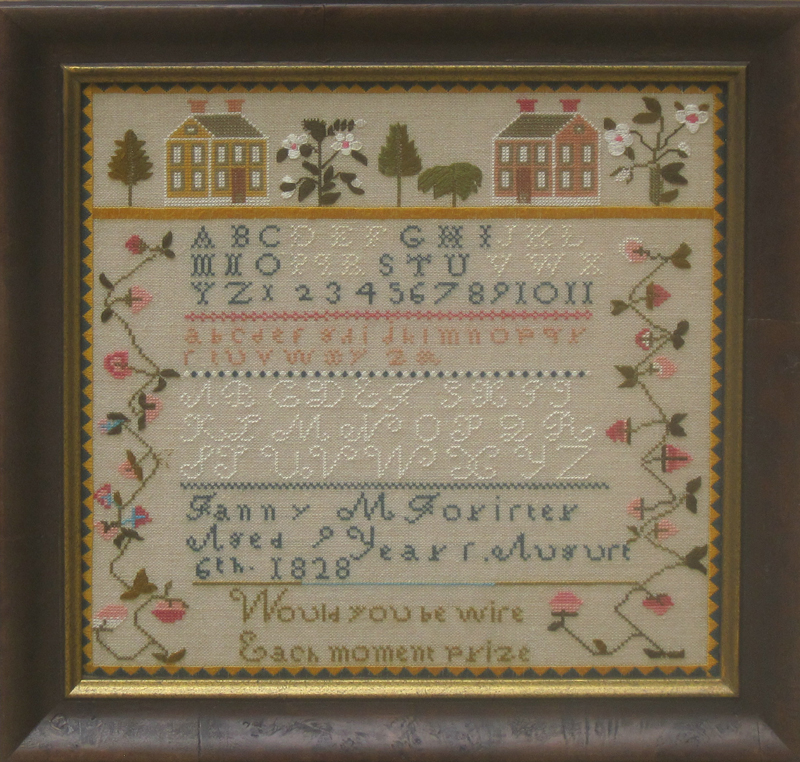 A B C D E F G H I J K L
M N O P Q R S T U V W X
Y Z 1 2 3 4 5 6 7 8 9 10 11
a b c d e f g h i j k l m n o p q r
r s u v w x y z &
A B C D E F G H I J
K L M N O P Q R
S T U V W X Y Z
Fanny M Forister
Aged 9 Years. August
6th. 1828
Would you be wise
Each moment prize